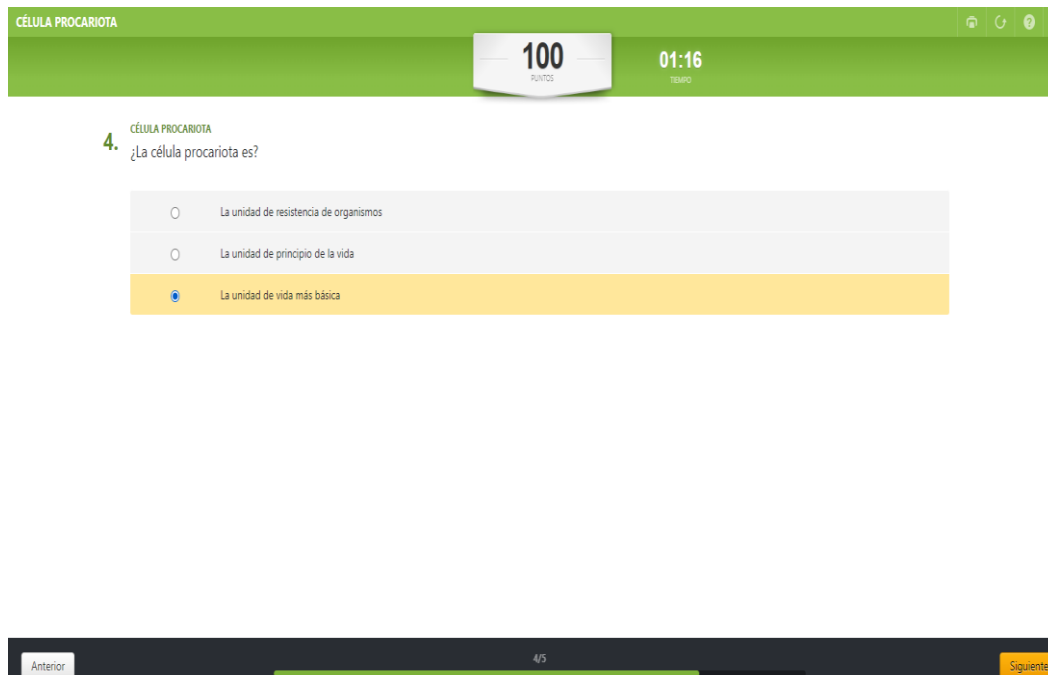 CÉLULA PROCARIOTA
100
PUNTOS
01:16
TIEMPO
4.
CÉLULA PROCARIOTA
¿La célula procariota es?
La unidad de resistencia de organismos
La unidad de principio de la vida
La unidad de vida más básica
Anterior
4/5
Siguiente